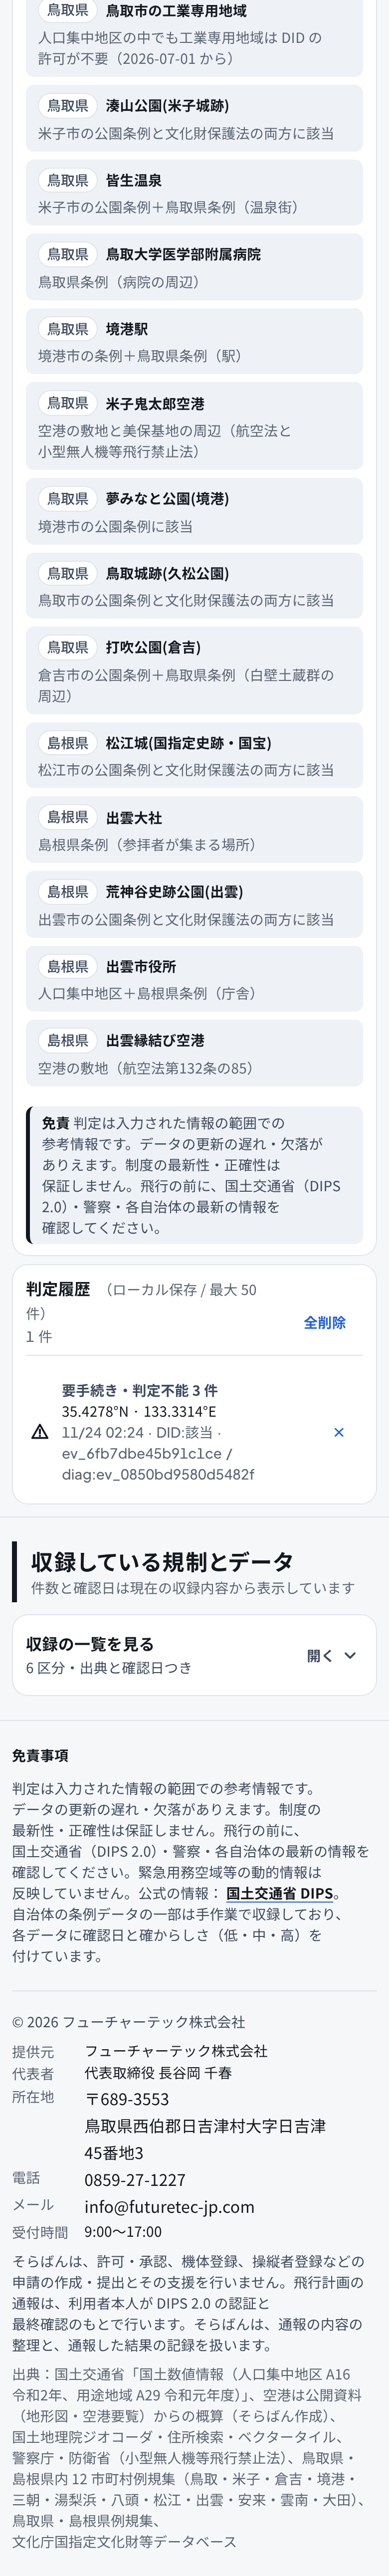 鳥取県 鳥取市の工業専用地域
人口集中地区の中でも工業専用地域は DID の
許可が不要（2026-07-01 から）
鳥取県 湊山公園(米子城跡)
米子市の公園条例と文化財保護法の両方に該当
鳥取県 皆生温泉
米子市の公園条例＋鳥取県条例（温泉街）
鳥取県 鳥取大学医学部附属病院
鳥取県条例（病院の周辺）
鳥取県 境港駅
境港市の条例＋鳥取県条例（駅）
鳥取県 米子鬼太郎空港
空港の敷地と美保基地の周辺（航空法と
小型無人機等飛行禁止法）
鳥取県 夢みなと公園(境港)
境港市の公園条例に該当
鳥取県 鳥取城跡(久松公園)
鳥取市の公園条例と文化財保護法の両方に該当
鳥取県 打吹公園(倉吉)
倉吉市の公園条例＋鳥取県条例（白壁土蔵群の
周辺）
島根県 松江城(国指定史跡・国宝)
松江市の公園条例と文化財保護法の両方に該当
島根県 出雲大社
島根県条例（参拝者が集まる場所）
島根県 荒神谷史跡公園(出雲)
出雲市の公園条例と文化財保護法の両方に該当
島根県 出雲市役所
人口集中地区＋島根県条例（庁舎）
島根県 出雲縁結び空港
空港の敷地（航空法第132条の85）
免責 判定は入力された情報の範囲での
参考情報です。データの更新の遅れ・欠落が
ありえます。制度の最新性・正確性は
保証しません。飛行の前に、国土交通省（DIPS
2.0）・警察・各自治体の最新の情報を
確認してください。
判定履歴 （ローカル保存 / 最大 50
件）
1 件
全削除
要手続き・判定不能 3 件
35.4278°N · 133.3314°E
11/24 02:24 · DID:該当 ·
ev_6fb7dbe45b91c1ce /
diag:ev_0850bd9580d5482f
×
収録している規制とデータ
件数と確認日は現在の収録内容から表示しています
収録の一覧を見る
6 区分・出典と確認日つき
開く
免責事項
判定は入力された情報の範囲での参考情報です。
データの更新の遅れ・欠落がありえます。制度の
最新性・正確性は保証しません。飛行の前に、
国土交通省（DIPS 2.0）・警察・各自治体の最新の情報を
確認してください。緊急用務空域等の動的情報は
反映していません。公式の情報： 国土交通省 DIPS。
自治体の条例データの一部は手作業で収録しており、
各データに確認日と確からしさ（低・中・高）を
付けています。
© 2026 フューチャーテック株式会社
提供元 フューチャーテック株式会社
代表者 代表取締役 長谷岡 千春
所在地 〒689-3553
鳥取県西伯郡日吉津村大字日吉津
45番地3
電話 0859-27-1227
メール info@futuretec-jp.com
受付時間 9:00〜17:00
そらばんは、許可・承認、機体登録、操縦者登録などの
申請の作成・提出とその支援を行いません。飛行計画の
通報は、利用者本人が DIPS 2.0 の認証と
最終確認のもとで行います。そらばんは、通報の内容の
整理と、通報した結果の記録を扱います。
出典：国土交通省「国土数値情報（人口集中地区 A16
令和2年、用途地域 A29 令和元年度）」、空港は公開資料
（地形図・空港要覧）からの概算（そらばん作成）、
国土地理院ジオコーダ・住所検索・ベクタータイル、
警察庁・防衛省（小型無人機等飛行禁止法）、鳥取県・
島根県内 12 市町村例規集（鳥取・米子・倉吉・境港・
三朝・湯梨浜・八頭・松江・出雲・安来・雲南・大田）、
鳥取県・島根県例規集、
文化庁国指定文化財等データベース